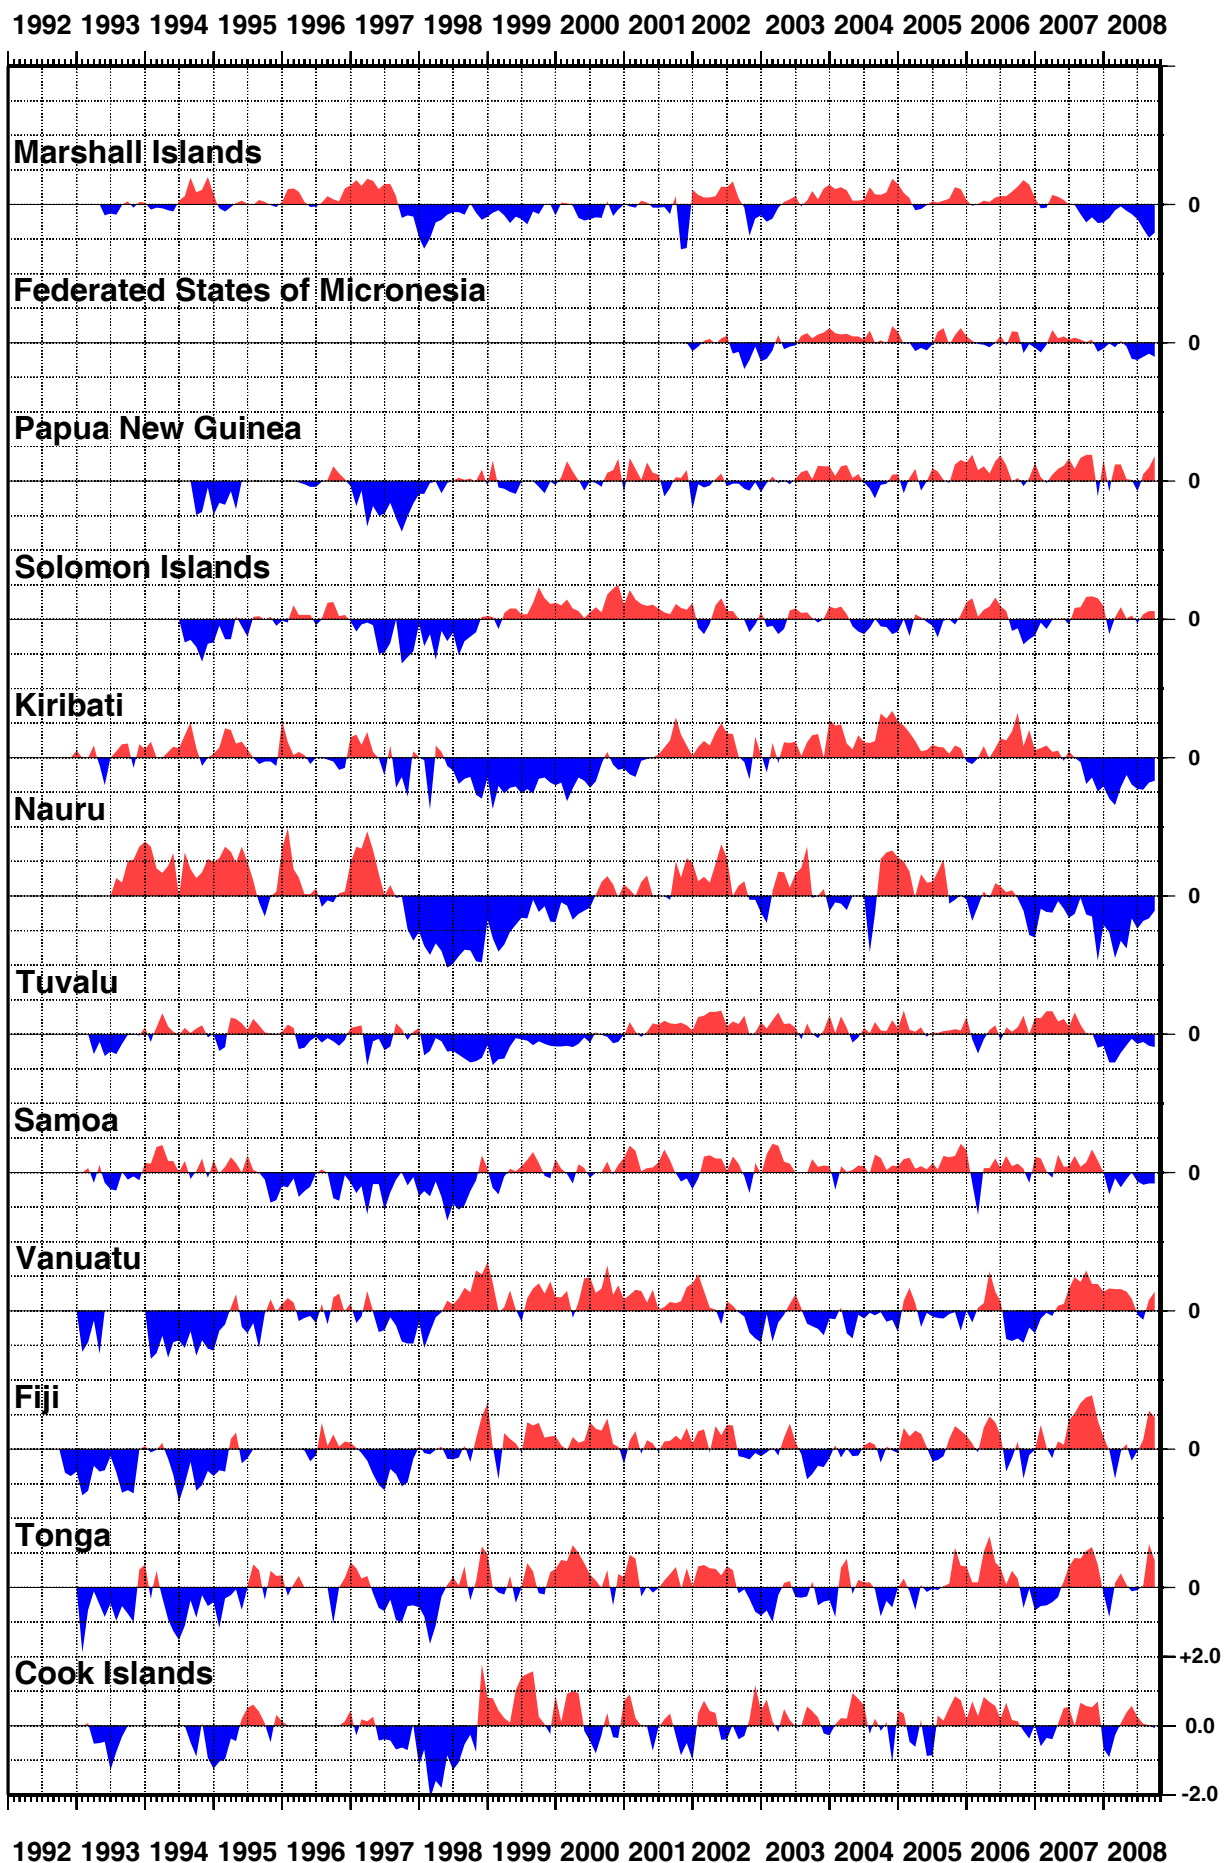 1992 1993 1994 1995 1996 1997 1998 1999 2000 2001 2002 2003 2004 2005 2006 2007 2008
Marshall Islands
0
Federated States of Micronesia
0
Papua New Guinea
0
Solomon Islands
0
Kiribati
0
Nauru
0
Tuvalu
0
Samoa
0
Vanuatu
0
Fiji
0
Tonga
0
+2.0
Cook Islands
0.0
-2.0
1992 1993 1994 1995 1996 1997 1998 1999 2000 2001 2002 2003 2004 2005 2006 2007 2008